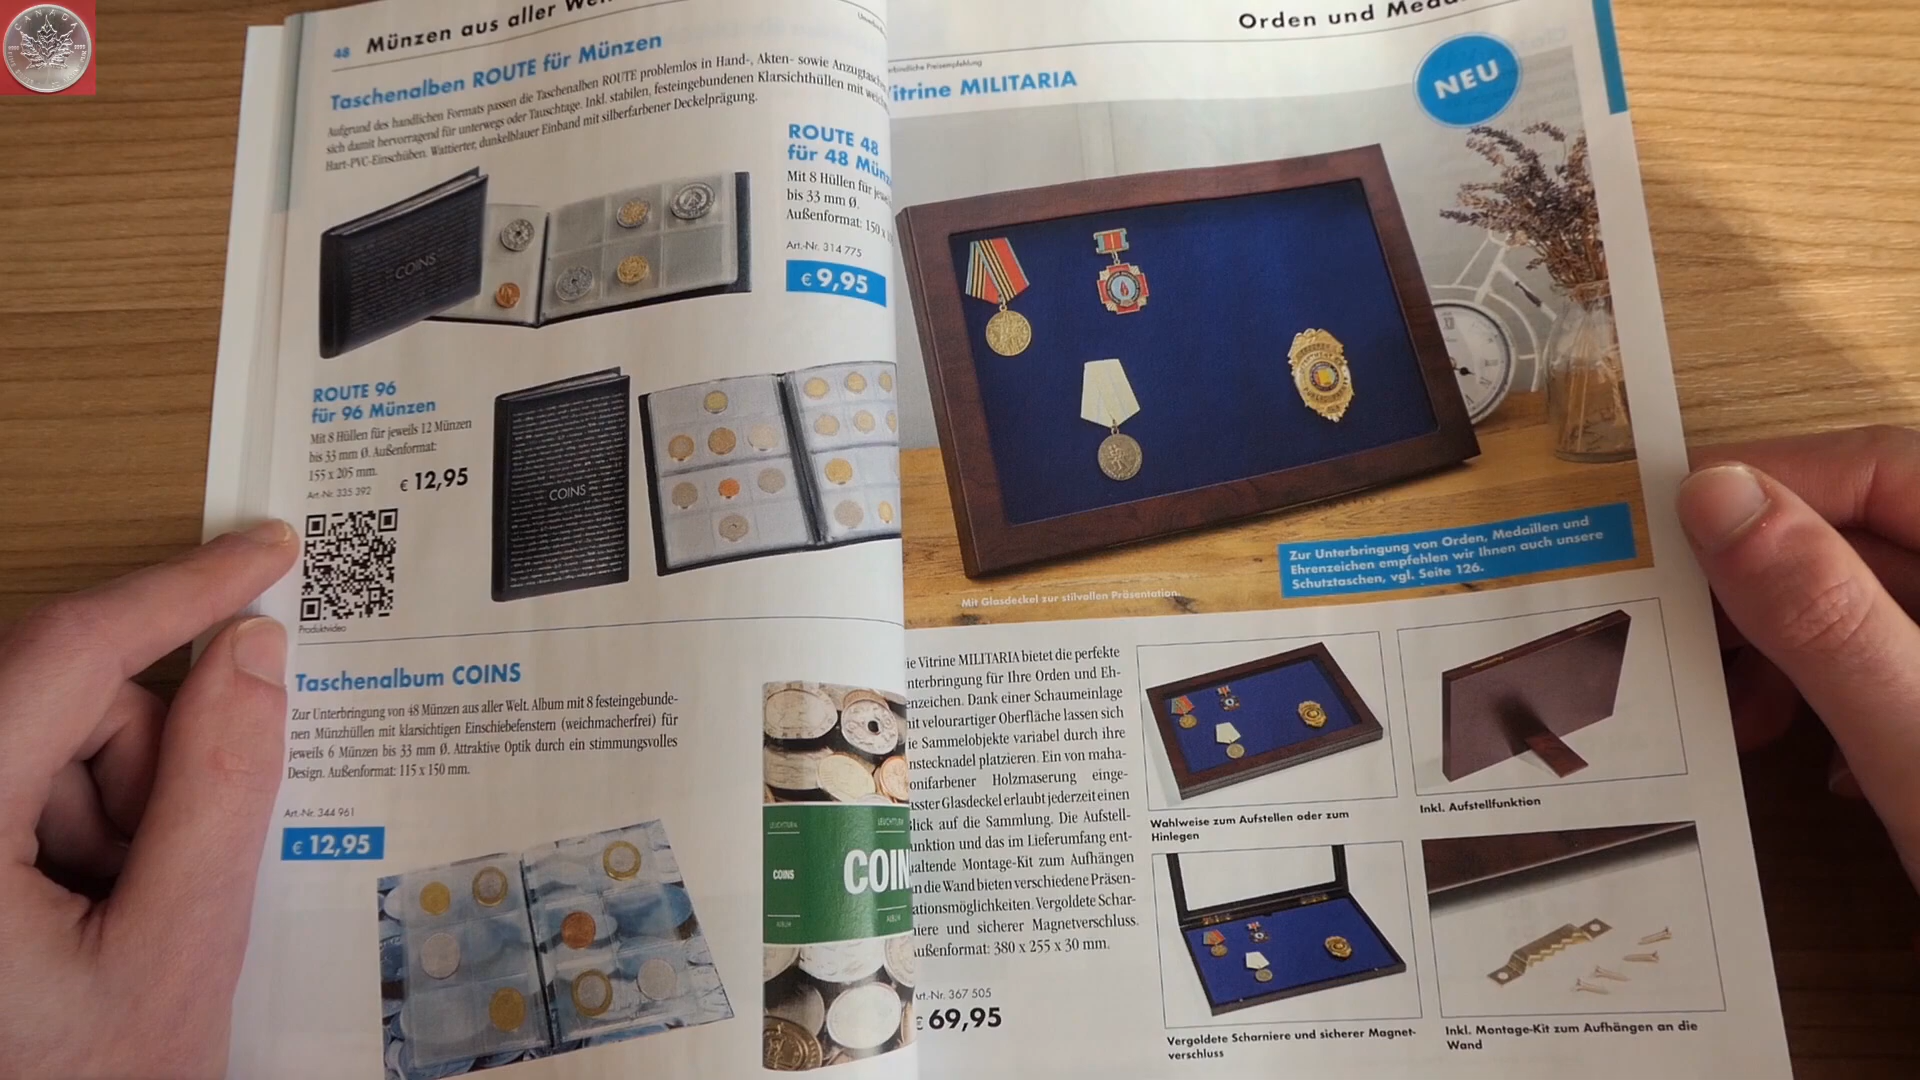 CANADA
48 Münzen aus aller
Taschenalben ROUTE für Münzen
Aufgrund des handlichen Formats passen die Taschenalben ROUTE problemlos in Hand-, Akten- sowie
sich damit hervorragend für unterwegs oder Tauschtage. Inkl. stabilen, festeingebundenen Klarsichthüllen mit
Hart-PVC-Einschüben. Wattierter, dunkelblauer Einband mit silberfarbener Deckelprägung.
ROUTE 48
für 48
Mit 8 Hüllen für
bis 33 mm Ø.
Außenformat: 150 x
Art.-Nr. 314 775
€ 9,95
COINS
ROUTE 96
für 96 Münzen
Mit 8 Hüllen für jeweils 12 Münzen
bis 33 mm Ø. Außenformat:
155 x 205 mm.
Art.-Nr. 335 392
€ 12,95
COINS
Produktvideo
Taschenalbum COINS
Zur Unterbringung von 48 Münzen aus aller Welt. Album mit 8 festeingebunde-
nen Münzhüllen mit klarsichtigen Einschiebefenstern (weichmacherfrei) für
jeweils 6 Münzen bis 33 mm Ø. Attraktive Optik durch ein stimmungsvolles
Design. Außenformat: 115 x 150 mm.
Art.-Nr. 344 961
€ 12,95
LEUCHTTURM
COINS
ALBUM
Orden und
Preisempfehlung
MILITARIA
NEU
Mit Glasdeckel zur stilvollen Präsentation.
Zur Unterbringung von Orden, Medaillen und
Ehrenzeichen empfehlen wir Ihnen auch unsere
Schutztaschen, vgl. Seite 126.
ie Vitrine MILITARIA bietet die perfekte
nterbringung für Ihre Orden und Eh-
enzeichen. Dank einer Schaumeinlage
it velourartiger Oberfläche lassen sich
ie Sammelobjekte variabel durch ihre
nstecknadel platzieren. Ein von maha-
onifarbener Holzmaserung einge-
sster Glasdeckel erlaubt jederzeit einen
lick auf die Sammlung. Die Aufstell-
unktion und das im Lieferumfang ent-
altende Montage-Kit zum Aufhängen
n die Wand bieten verschiedene Präsen-
ationsmöglichkeiten. Vergoldete Schar-
niere und sicherer Magnetverschluss.
Außenformat: 380 x 255 x 30 mm.
Art.-Nr. 367 505
€ 69,95
Wahlweise zum Aufstellen oder zum
Hinlegen
Inkl. Aufstellfunktion
Vergoldete Scharniere und sicherer Magnet-
verschluss
Inkl. Montage-Kit zum Aufhängen an die
Wand